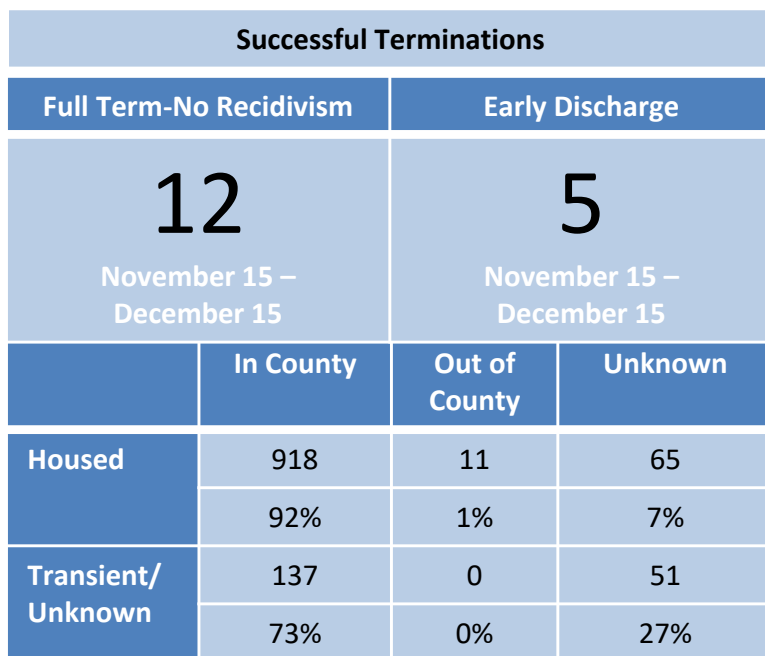 Successful Terminations
Full Term-No Recidivism Early Discharge
12 5
November 15 – November 15 –
December 15 December 15
In County Out of County Unknown
Housed 918 11 65
92% 1% 7%
Transient/ Unknown 137 0 51
73% 0% 27%